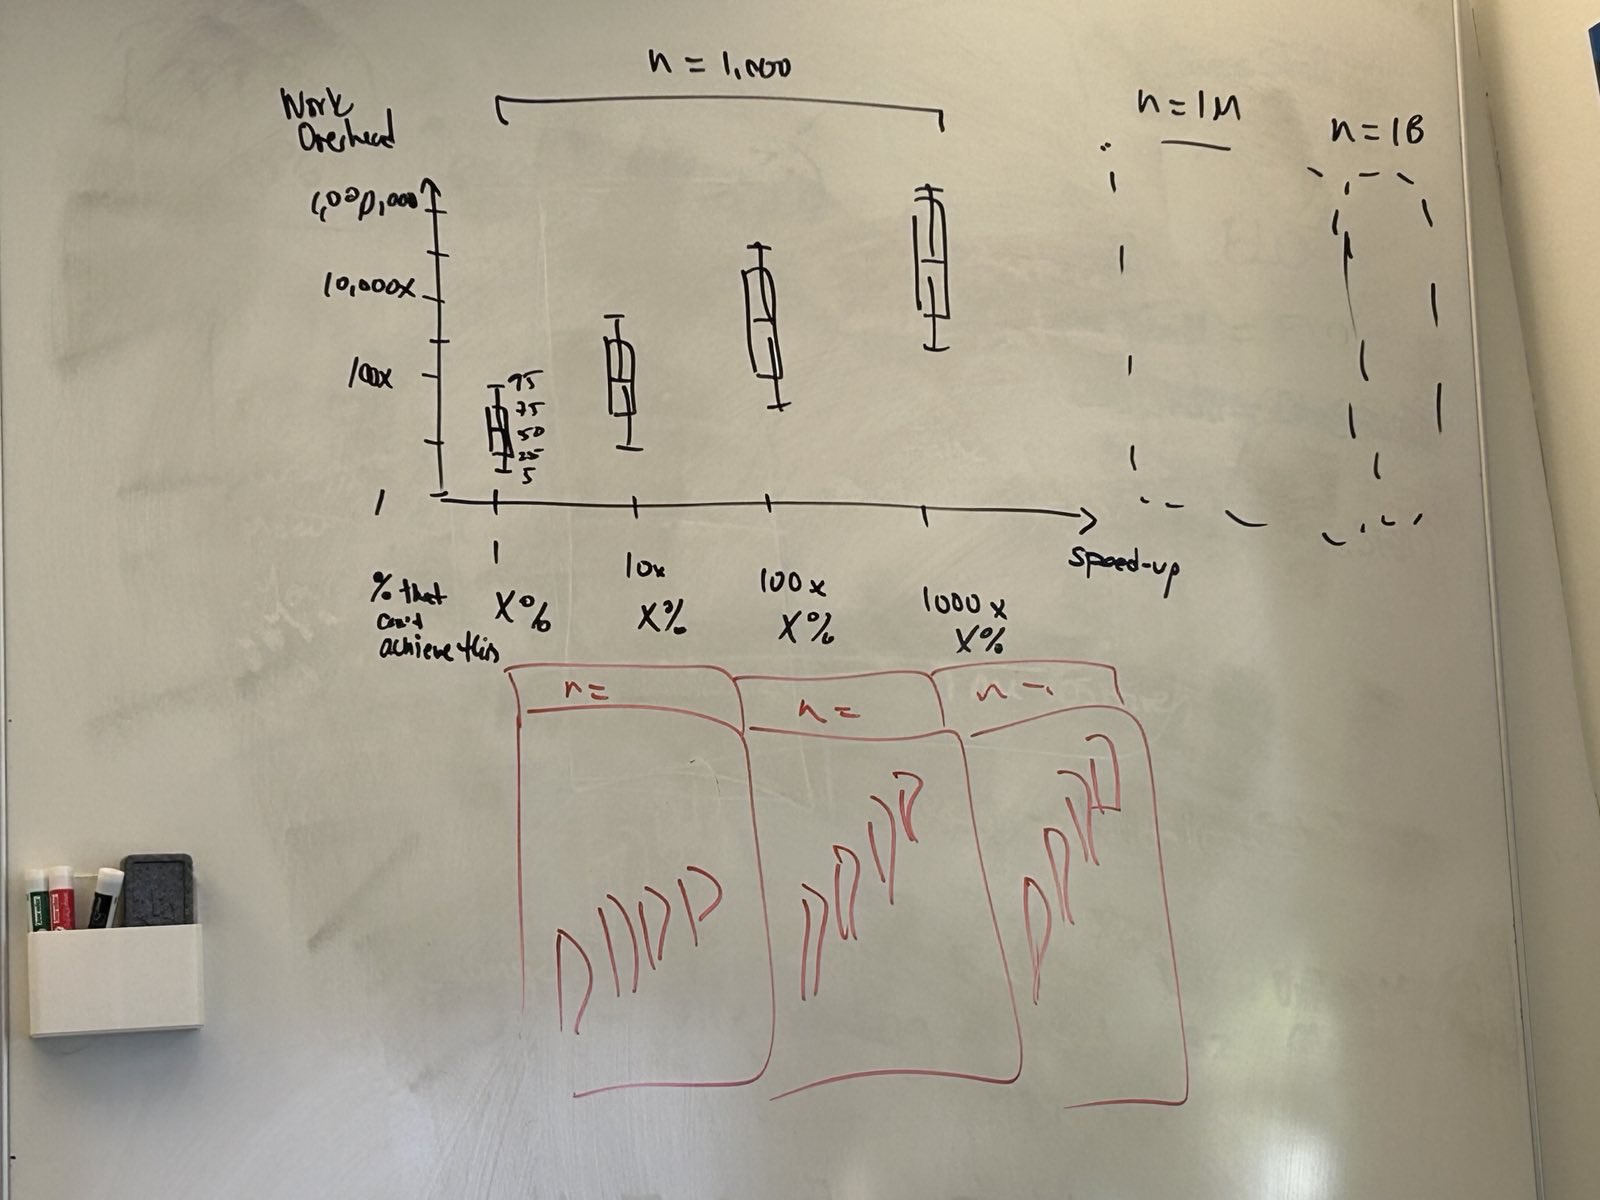 n = 1,000
n = 1M
n = 1B
Work
Overhead
1,000,000
10,000x
100x
95
75
50
25
5
1
Speed-up
1
10x
100x
1000x
% that
can't
achieve this
X%
X%
X%
X%
n =
n =
n =